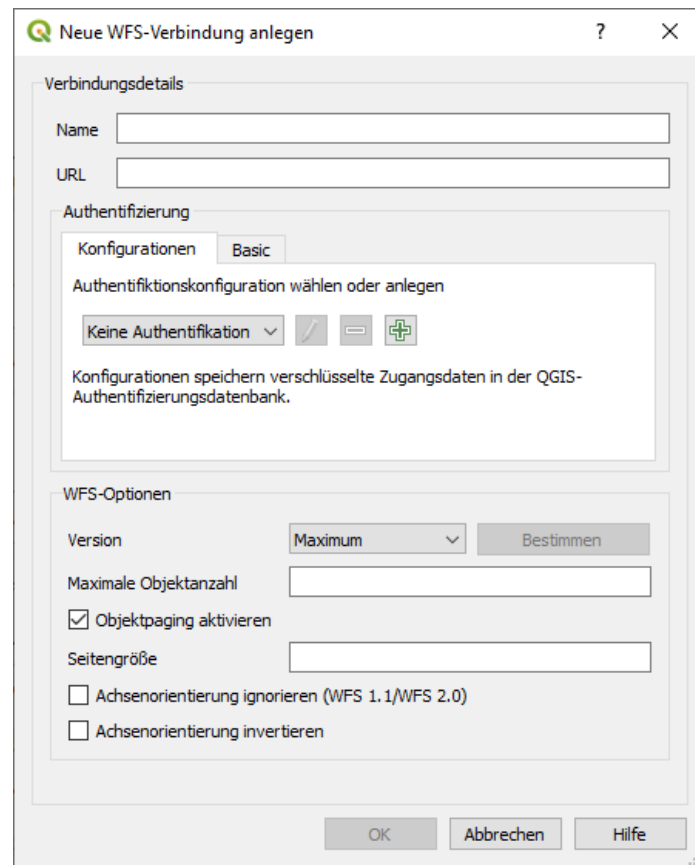 Neue WFS-Verbindung anlegen ?
Verbindungsdetails
Name
URL
Authentifizierung
Konfigurationen Basic
Authentifiktionskonfiguration wählen oder anlegen
Keine Authentifikation
Konfigurationen speichern verschlüsselte Zugangsdaten in der QGIS-
Authentifizierungsdatenbank.
WFS-Optionen
Version Maximum Bestimmen
Maximale Objektanzahl
Objektpaging aktivieren
Seitengröße
Achsenorientierung ignorieren (WFS 1.1/WFS 2.0)
Achsenorientierung invertieren
OK Abbrechen Hilfe